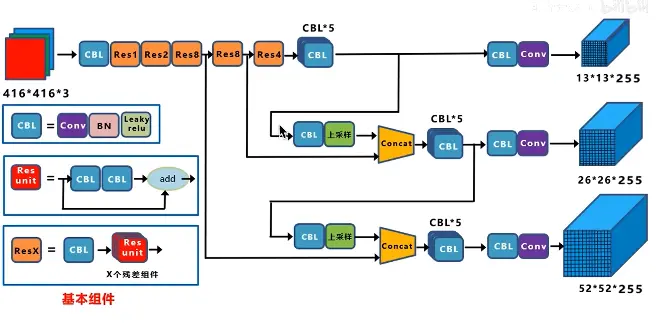 CBL*5
CBL Res1 Res2 Res8 Res8 Res4 CBL CBL Conv
416*416*3
13*13*255
CBL = Conv BN Leaky relu
CBL*5
CBL 上采样 Concat CBL CBL Conv
26*26*255
Res unit = CBL CBL add
CBL*5
CBL 上采样 Concat CBL CBL Conv
52*52*255
ResX = CBL Res unit
X个残差组件
基本组件